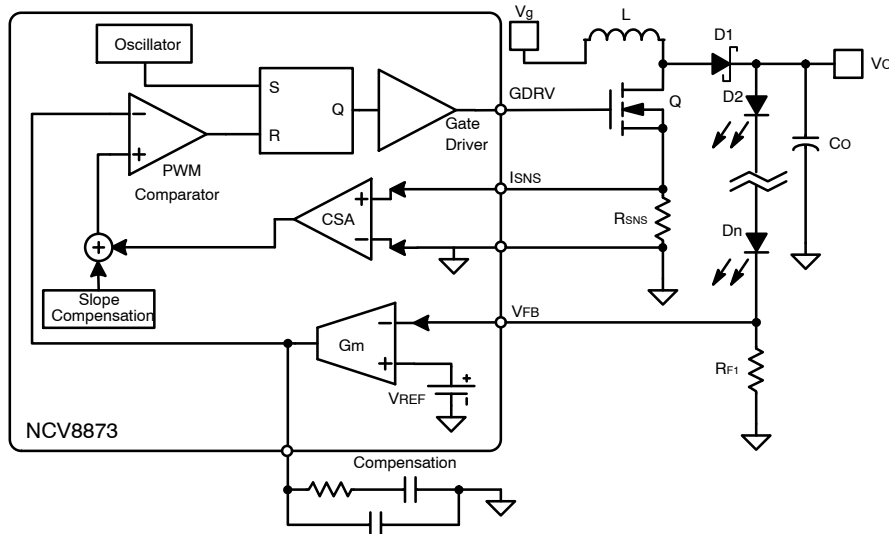 Oscillator
Vg
L
D1
VO
S
Q
R
GDRV
Gate
Driver
Q
D2
CO
PWM
Comparator
−
+
ISNS
CSA
+
−
RSNS
Dn
+
Slope
Compensation
VFB
Gm
−
+
VREF
+
RF1
NCV8873
Compensation